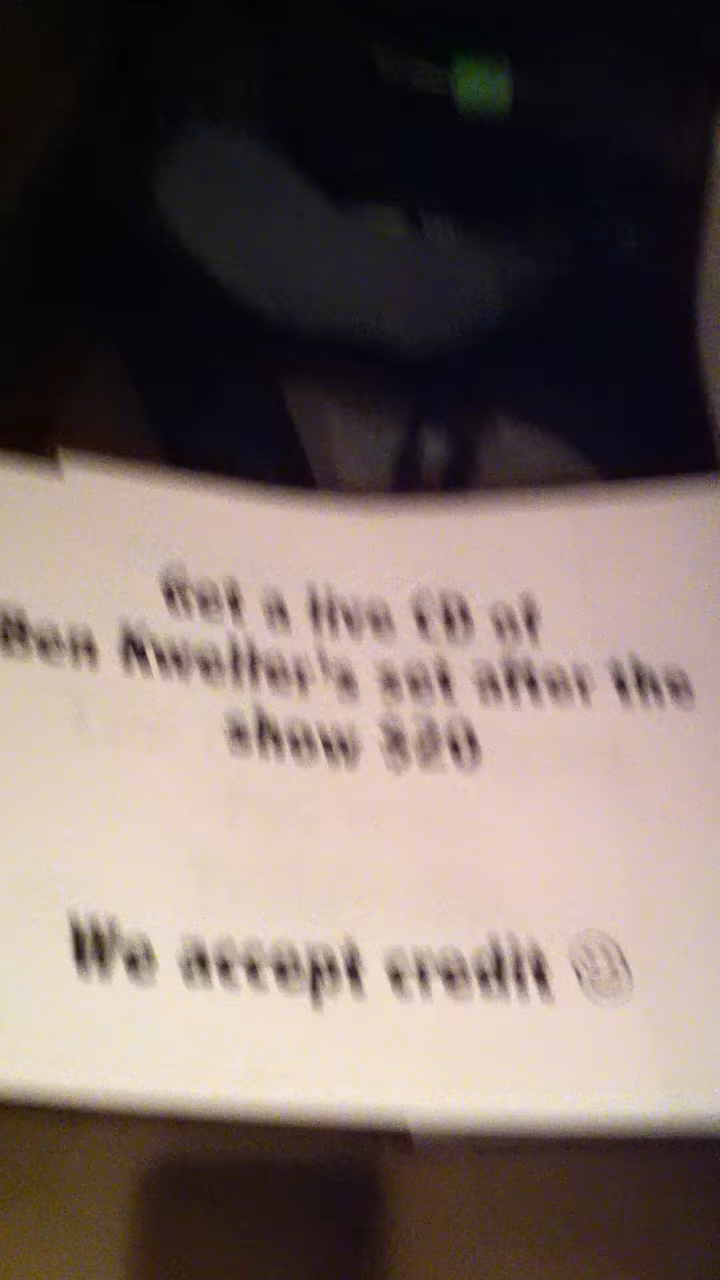 Get a live CD of
Ben Kweller's set after the
show $20
We accept credit ☺